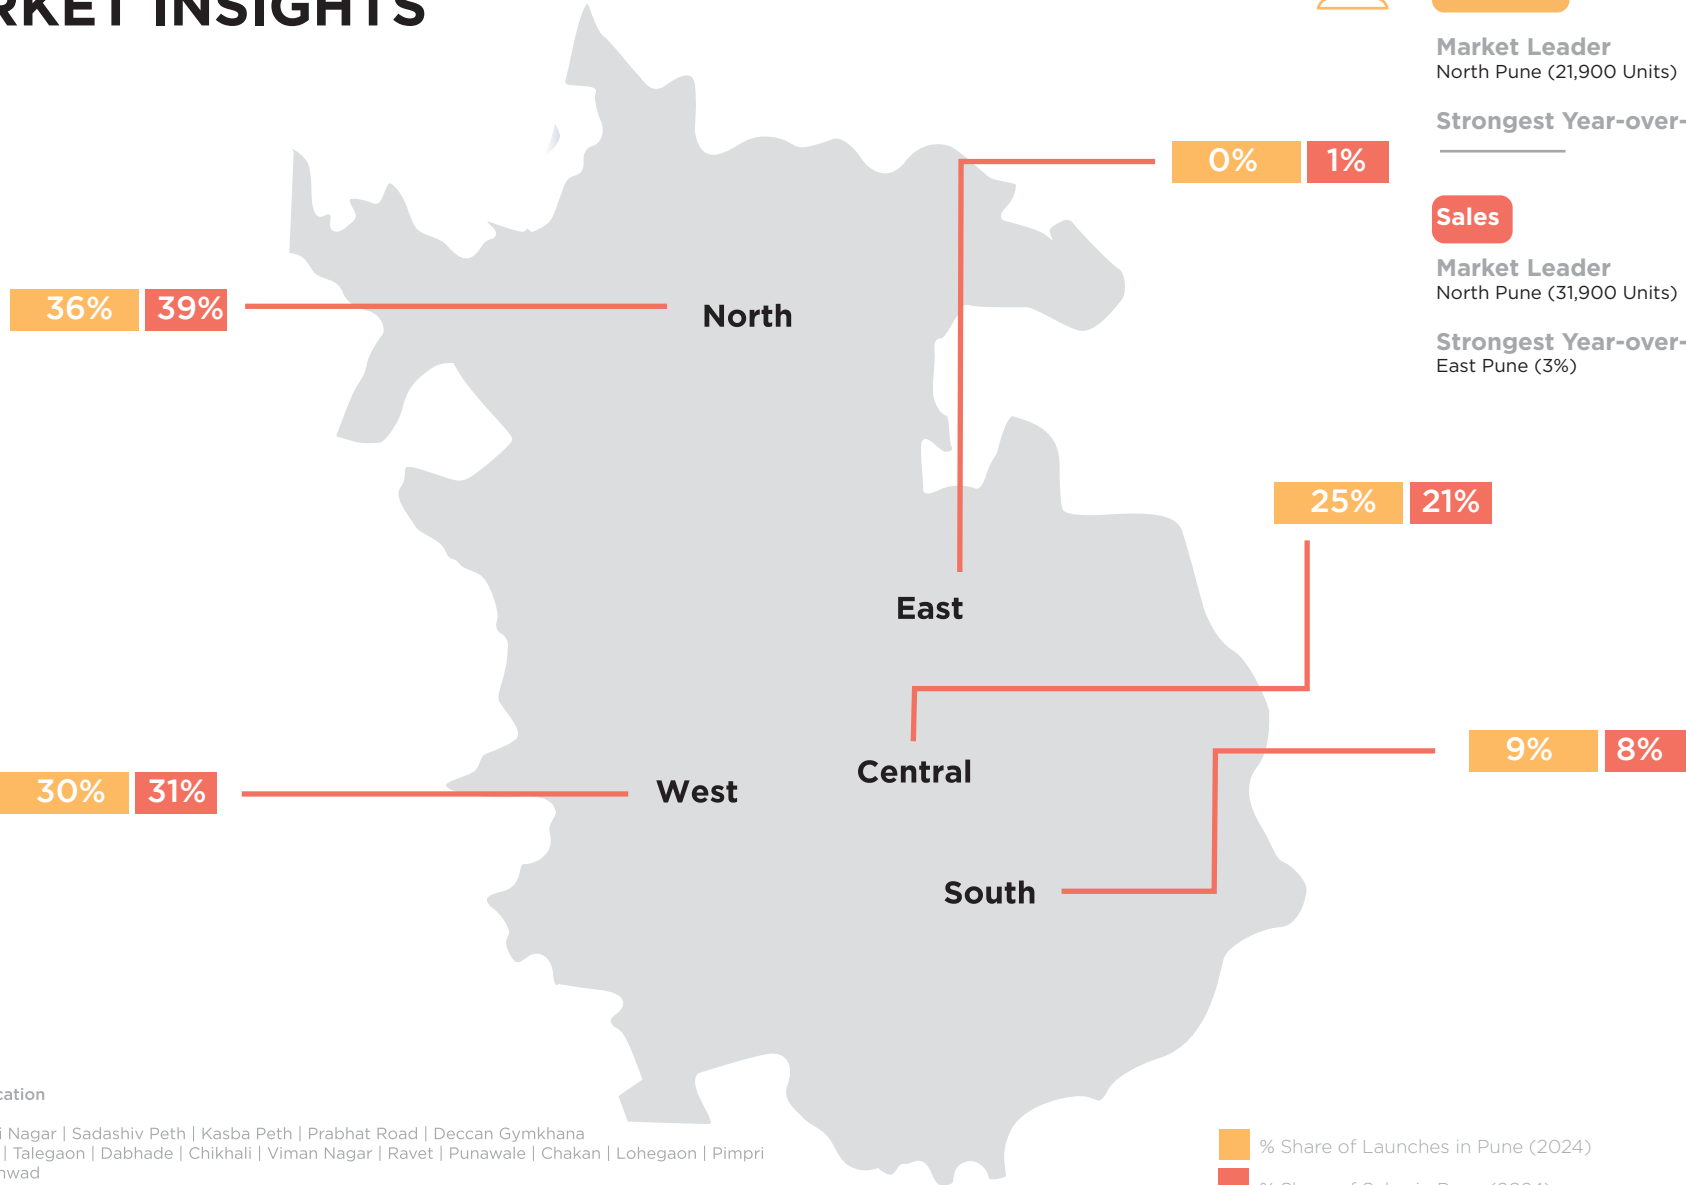 MARKET INSIGHTS
Market Leader
North Pune (21,900 Units)
Strongest Year-over-
0% 1%
Sales
Market Leader
North Pune (31,900 Units)
Strongest Year-over-
East Pune (3%)
36% 39%
North
25% 21%
East
9% 8%
Central
30% 31%
West
South
i Nagar | Sadashiv Peth | Kasba Peth | Prabhat Road | Deccan Gymkhana
| Talegaon | Dabhade | Chikhali | Viman Nagar | Ravet | Punawale | Chakan | Lohegaon | Pimpri
% Share of Launches in Pune (2024)